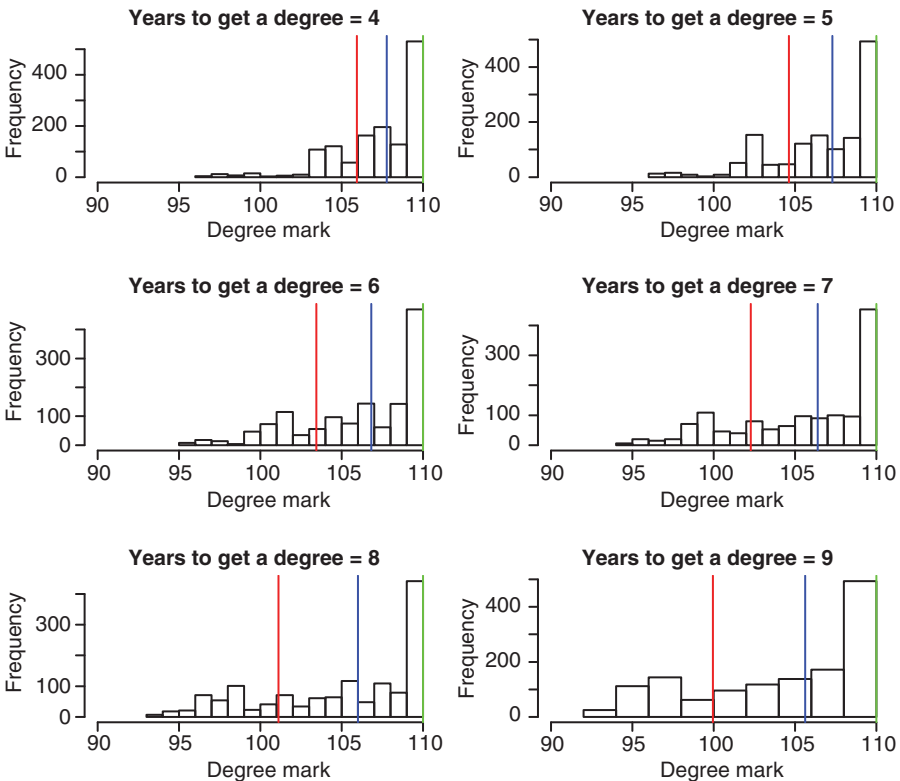 Years to get a degree = 4
Frequency
400
200
0
90 95 100 105 110
Degree mark
Years to get a degree = 5
Frequency
400
200
0
90 95 100 105 110
Degree mark
Years to get a degree = 6
Frequency
300
100
0
90 95 100 105 110
Degree mark
Years to get a degree = 7
Frequency
300
100
0
90 95 100 105 110
Degree mark
Years to get a degree = 8
Frequency
300
100
0
90 95 100 105 110
Degree mark
Years to get a degree = 9
Frequency
400
200
0
90 95 100 105 110
Degree mark